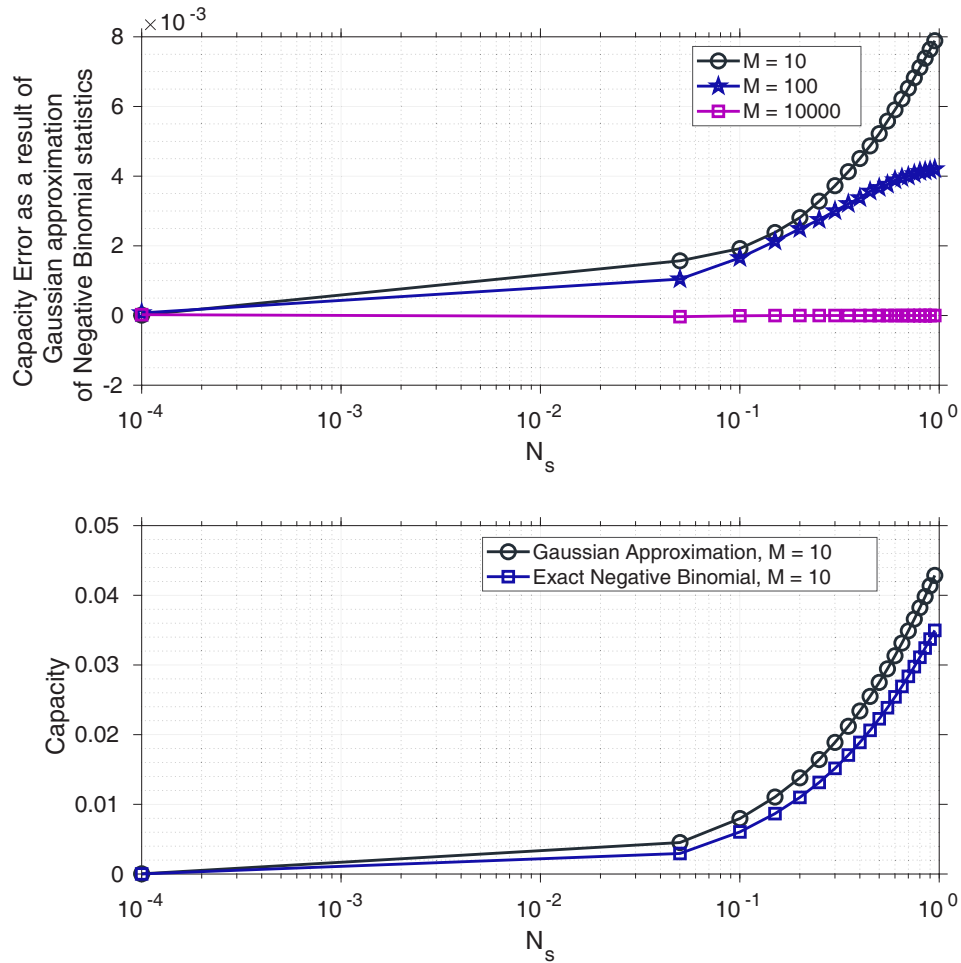 ×10⁻³
8
6
4
2
0
-2
Capacity Error as a result of
Gaussian approximation
of Negative Binomial statistics
M = 10
M = 100
M = 10000
10⁻⁴ 10⁻³ 10⁻² 10⁻¹ 10⁰
Nₛ
0.05
0.04
0.03
0.02
0.01
0
Capacity
Gaussian Approximation, M = 10
Exact Negative Binomial, M = 10
10⁻⁴ 10⁻³ 10⁻² 10⁻¹ 10⁰
Nₛ